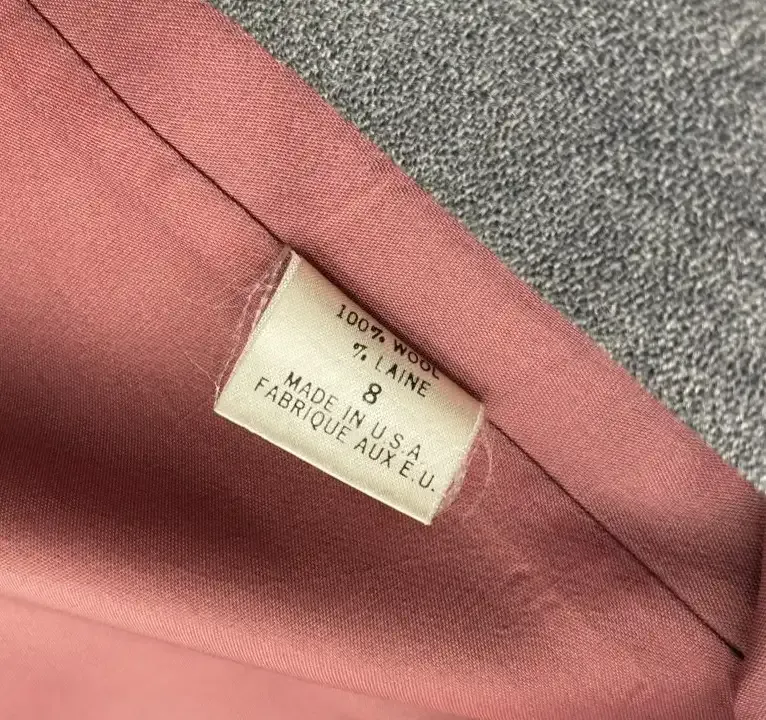 100% WOOL
% LAINE
8
MADE IN U.S.A
FABRIQUE AUX E.U.